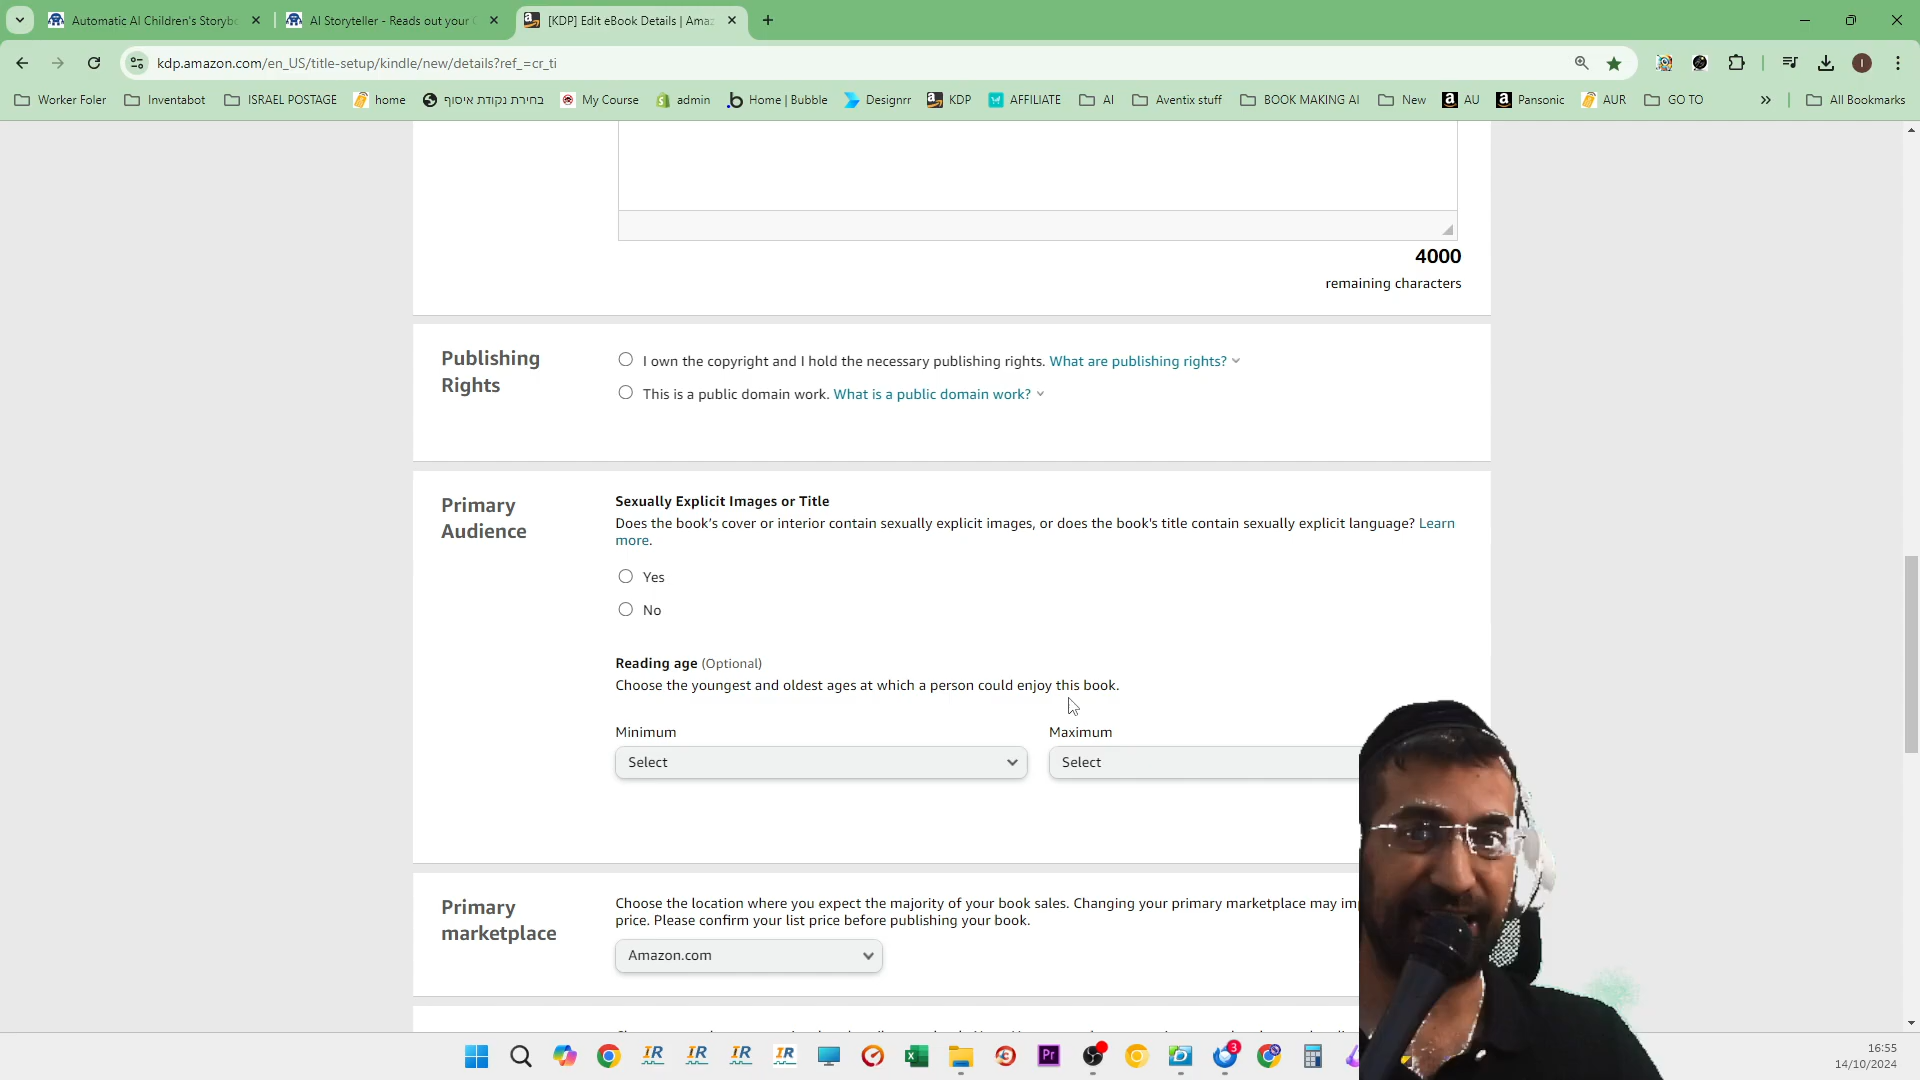 Automatic AI Children's Storyb
AI Storyteller - Reads out your
[KDP] Edit eBook Details | Amaz
kdp.amazon.com/en_US/title-setup/kindle/new/details?ref_=cr_ti
Worker Foler
Inventabot
ISRAEL POSTAGE
home
בחירת נקודת איסוף
My Course
admin
Home | Bubble
Designrr
KDP
AFFILIATE
AI
Aventix stuff
BOOK MAKING AI
New
AU
Pansonic
AUR
GO TO
All Bookmarks
4000
remaining characters
Publishing
Rights
I own the copyright and I hold the necessary publishing rights. What are publishing rights?
This is a public domain work. What is a public domain work?
Primary
Audience
Sexually Explicit Images or Title
Does the book's cover or interior contain sexually explicit images, or does the book's title contain sexually explicit language? Learn
more.
Yes
No
Reading age (Optional)
Choose the youngest and oldest ages at which a person could enjoy this book.
Minimum
Maximum
Select
Select
Primary
marketplace
Choose the location where you expect the majority of your book sales. Changing your primary marketplace may im
price. Please confirm your list price before publishing your book.
Amazon.com
16:55
14/10/2024